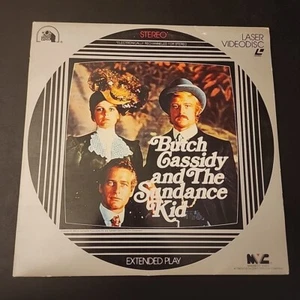 STEREO
LASER
VIDEODISC
Butch
Cassidy
and The
Sundance
Kid
EXTENDED PLAY